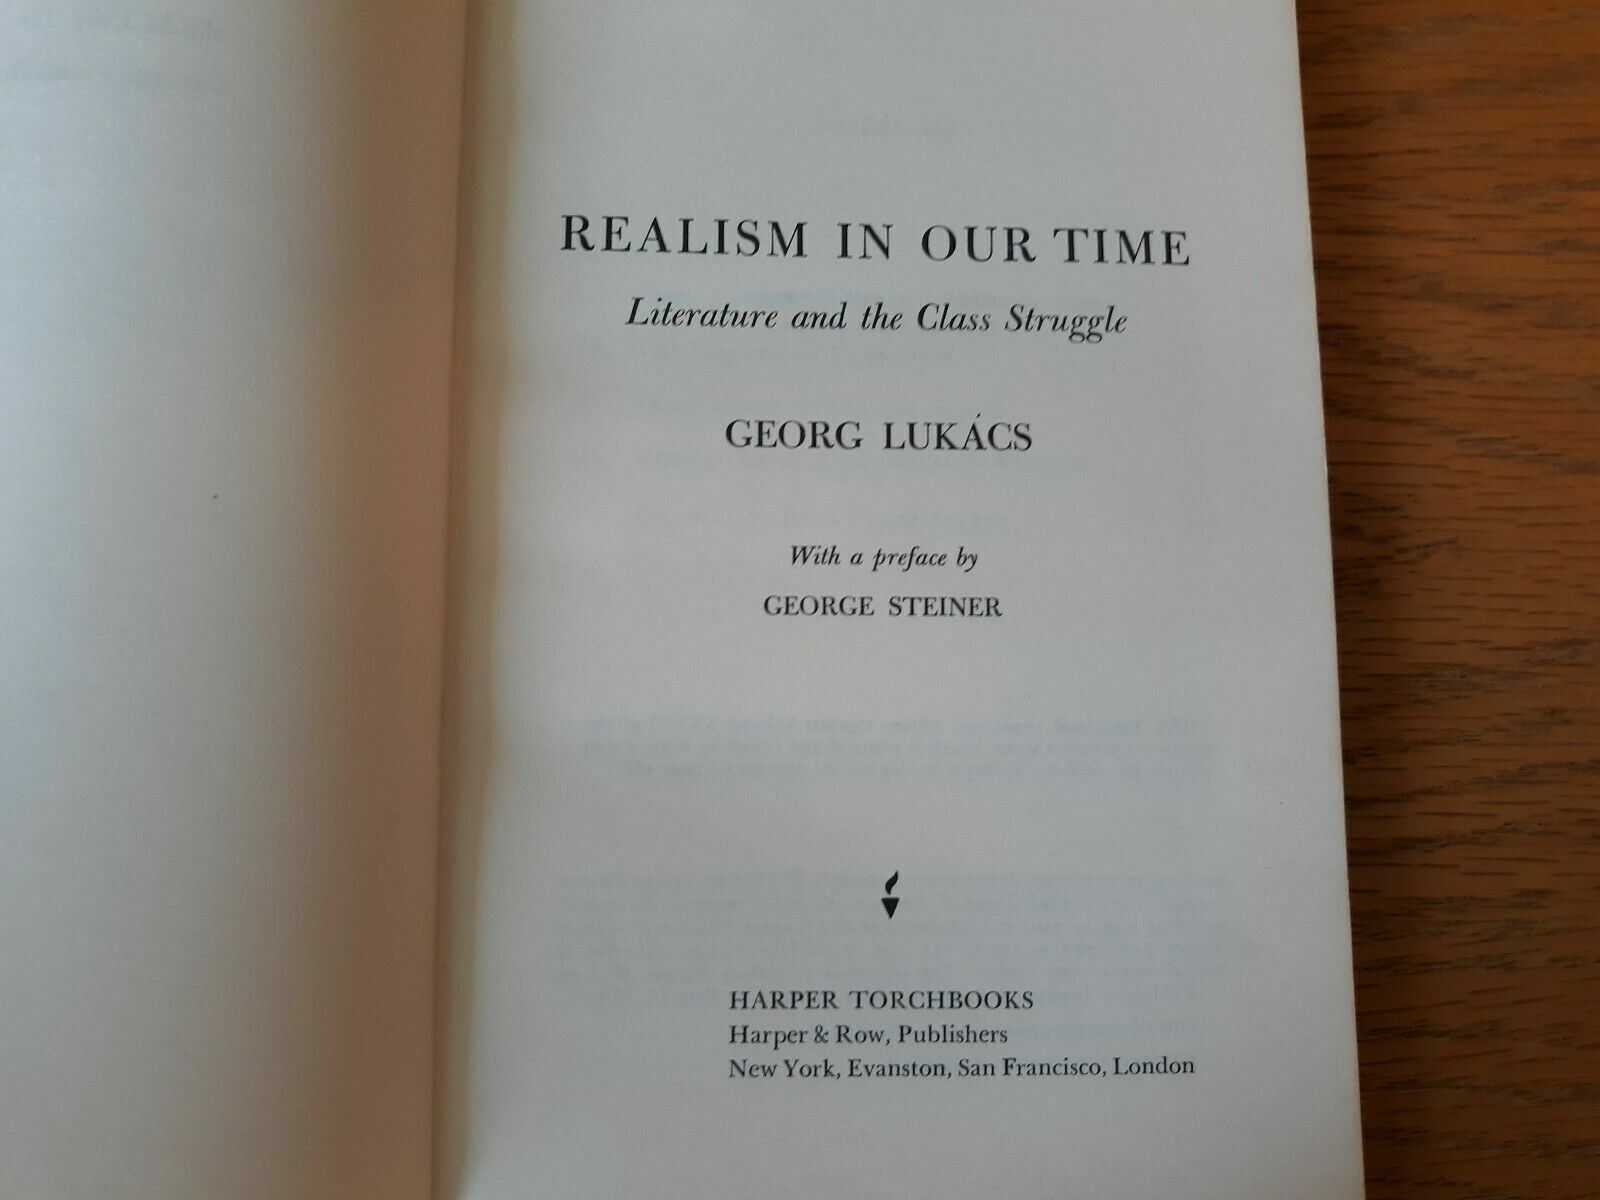 REALISM IN OUR TIME
Literature and the Class Struggle
GEORG LUKÁCS
With a preface by
GEORGE STEINER
HARPER TORCHBOOKS
Harper & Row, Publishers
New York, Evanston, San Francisco, London